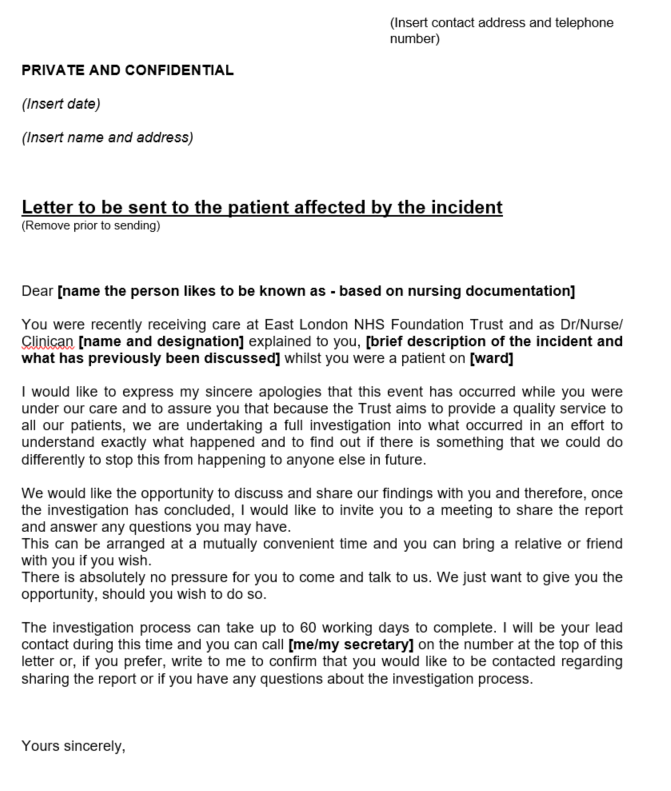 (Insert contact address and telephone
number)
PRIVATE AND CONFIDENTIAL
(Insert date)
(Insert name and address)
Letter to be sent to the patient affected by the incident
(Remove prior to sending)
Dear [name the person likes to be known as - based on nursing documentation]
You were recently receiving care at East London NHS Foundation Trust and as Dr/Nurse/
Clinican [name and designation] explained to you, [brief description of the incident and
what has previously been discussed] whilst you were a patient on [ward]
I would like to express my sincere apologies that this event has occurred while you were
under our care and to assure you that because the Trust aims to provide a quality service to
all our patients, we are undertaking a full investigation into what occurred in an effort to
understand exactly what happened and to find out if there is something that we could do
differently to stop this from happening to anyone else in future.
We would like the opportunity to discuss and share our findings with you and therefore, once
the investigation has concluded, I would like to invite you to a meeting to share the report
and answer any questions you may have.
This can be arranged at a mutually convenient time and you can bring a relative or friend
with you if you wish.
There is absolutely no pressure for you to come and talk to us. We just want to give you the
opportunity, should you wish to do so.
The investigation process can take up to 60 working days to complete. I will be your lead
contact during this time and you can call [me/my secretary] on the number at the top of this
letter or, if you prefer, write to me to confirm that you would like to be contacted regarding
sharing the report or if you have any questions about the investigation process.
Yours sincerely,